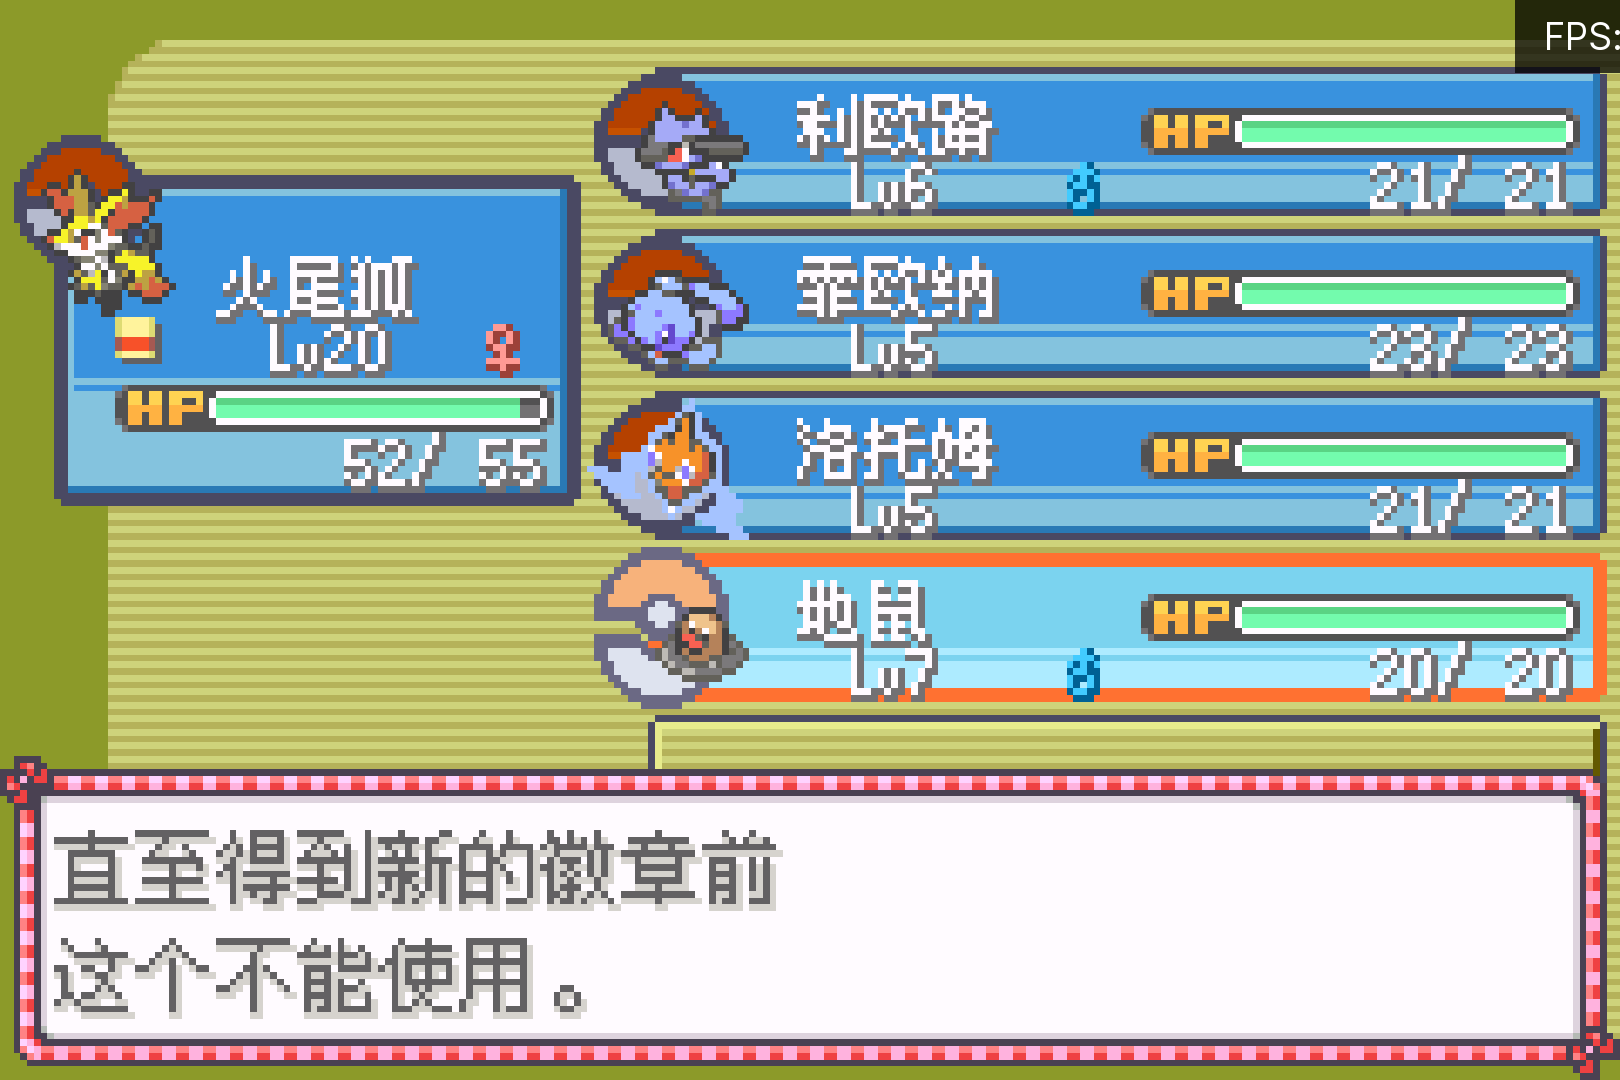 FPS:
火尾狐
Lv20 ♀
HP
52/ 55
利欧路
Lv6 ♂
HP
21/ 21
霏欧纳
Lv5
HP
23/ 23
洛托姆
Lv5
HP
21/ 21
地鼠
Lv7 ♂
HP
20/ 20
直至得到新的徽章前
这个不能使用。